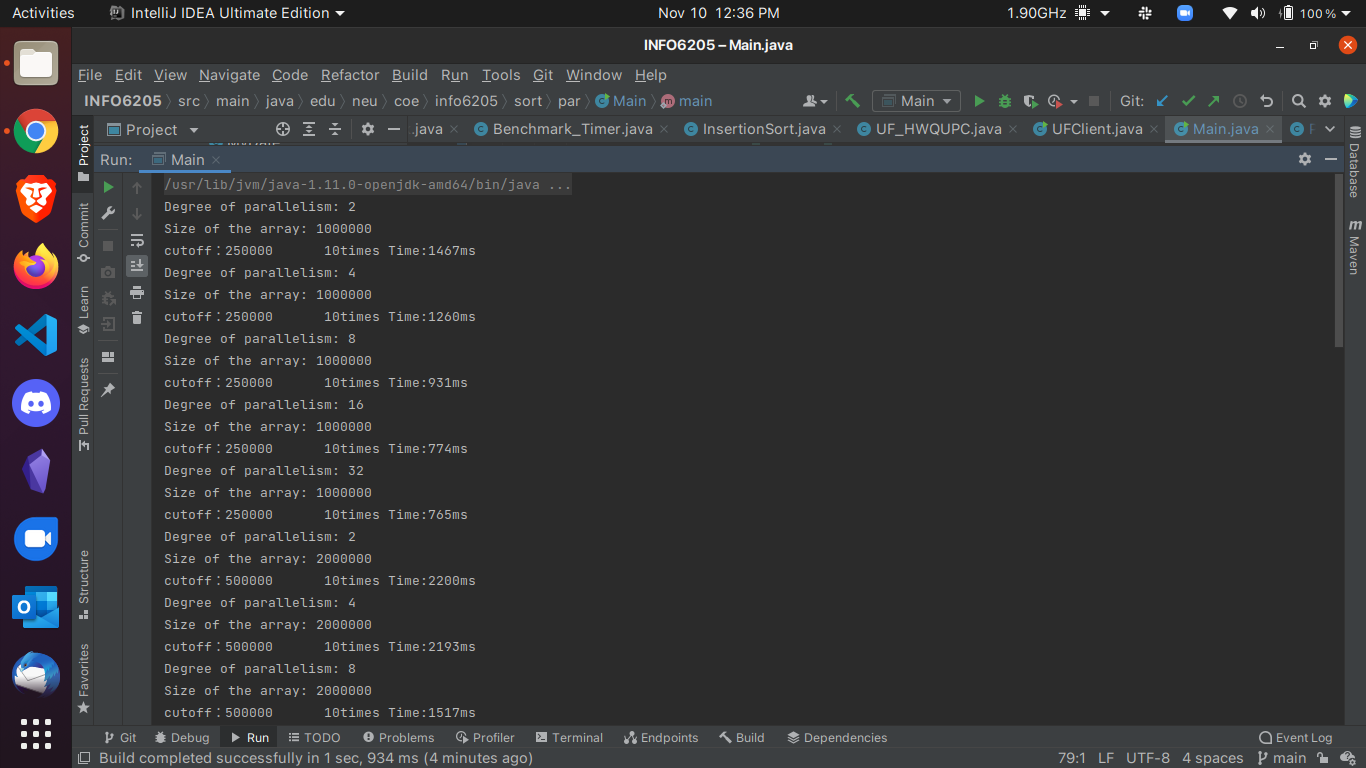 Activities IntelliJ IDEA Ultimate Edition Nov 10 12:36 PM 1.90GHz 100 %
INFO6205 – Main.java
File Edit View Navigate Code Refactor Build Run Tools Git Window Help
INFO6205 src main java edu neu coe info6205 sort par Main main Main Git:
Project .java Benchmark_Timer.java InsertionSort.java UF_HWQUPC.java UFClient.java Main.java
Run: Main
/usr/lib/jvm/java-1.11.0-openjdk-amd64/bin/java ...
Degree of parallelism: 2
Size of the array: 1000000
cutoff：250000 10times Time:1467ms
Degree of parallelism: 4
Size of the array: 1000000
cutoff：250000 10times Time:1260ms
Degree of parallelism: 8
Size of the array: 1000000
cutoff：250000 10times Time:931ms
Degree of parallelism: 16
Size of the array: 1000000
cutoff：250000 10times Time:774ms
Degree of parallelism: 32
Size of the array: 1000000
cutoff：250000 10times Time:765ms
Degree of parallelism: 2
Size of the array: 2000000
cutoff：500000 10times Time:2200ms
Degree of parallelism: 4
Size of the array: 2000000
cutoff：500000 10times Time:2193ms
Degree of parallelism: 8
Size of the array: 2000000
cutoff：500000 10times Time:1517ms
Project
Commit
Learn
Pull Requests
Structure
Favorites
Database
Maven
Git Debug Run TODO Problems Profiler Terminal Endpoints Build Dependencies Event Log
Build completed successfully in 1 sec, 934 ms (4 minutes ago) 79:1 LF UTF-8 4 spaces main